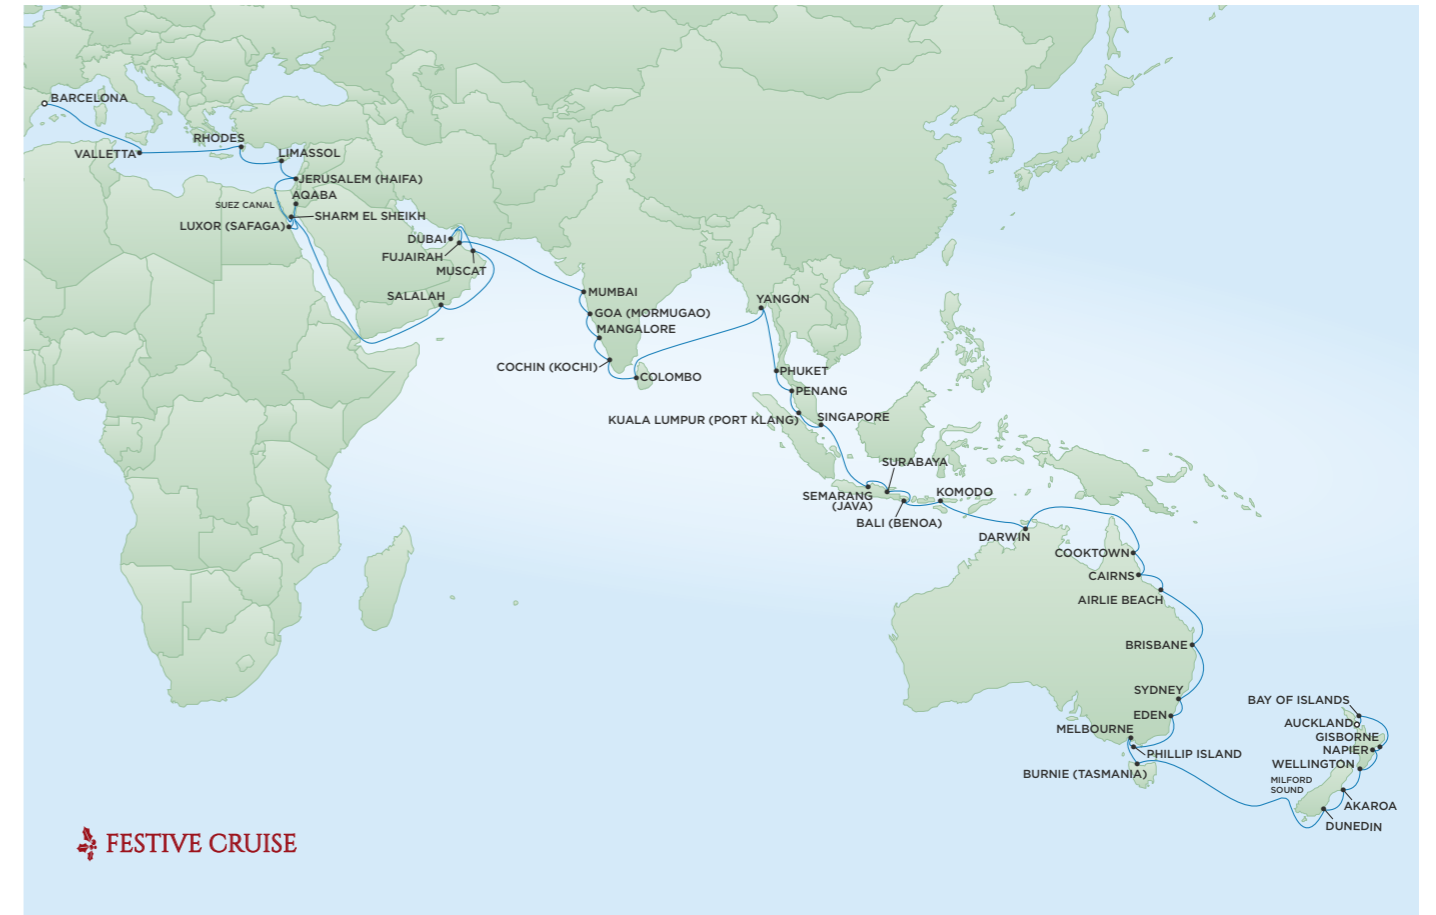 BARCELONA
RHODES
VALLETTA
LIMASSOL
JERUSALEM (HAIFA)
AQABA
SUEZ CANAL
SHARM EL SHEIKH
LUXOR (SAFAGA)
DUBAI
FUJAIRAH
MUSCAT
SALALAH
MUMBAI
GOA (MORMUGAO)
MANGALORE
COCHIN (KOCHI)
COLOMBO
YANGON
PHUKET
PENANG
KUALA LUMPUR (PORT KLANG)
SINGAPORE
SURABAYA
SEMARANG
(JAVA)
KOMODO
BALI (BENOA)
DARWIN
COOKTOWN
CAIRNS
AIRLIE BEACH
BRISBANE
SYDNEY
EDEN
MELBOURNE
PHILLIP ISLAND
BURNIE (TASMANIA)
BAY OF ISLANDS
AUCKLAND
GISBORNE
NAPIER
WELLINGTON
MILFORD
SOUND
AKAROA
DUNEDIN
FESTIVE CRUISE